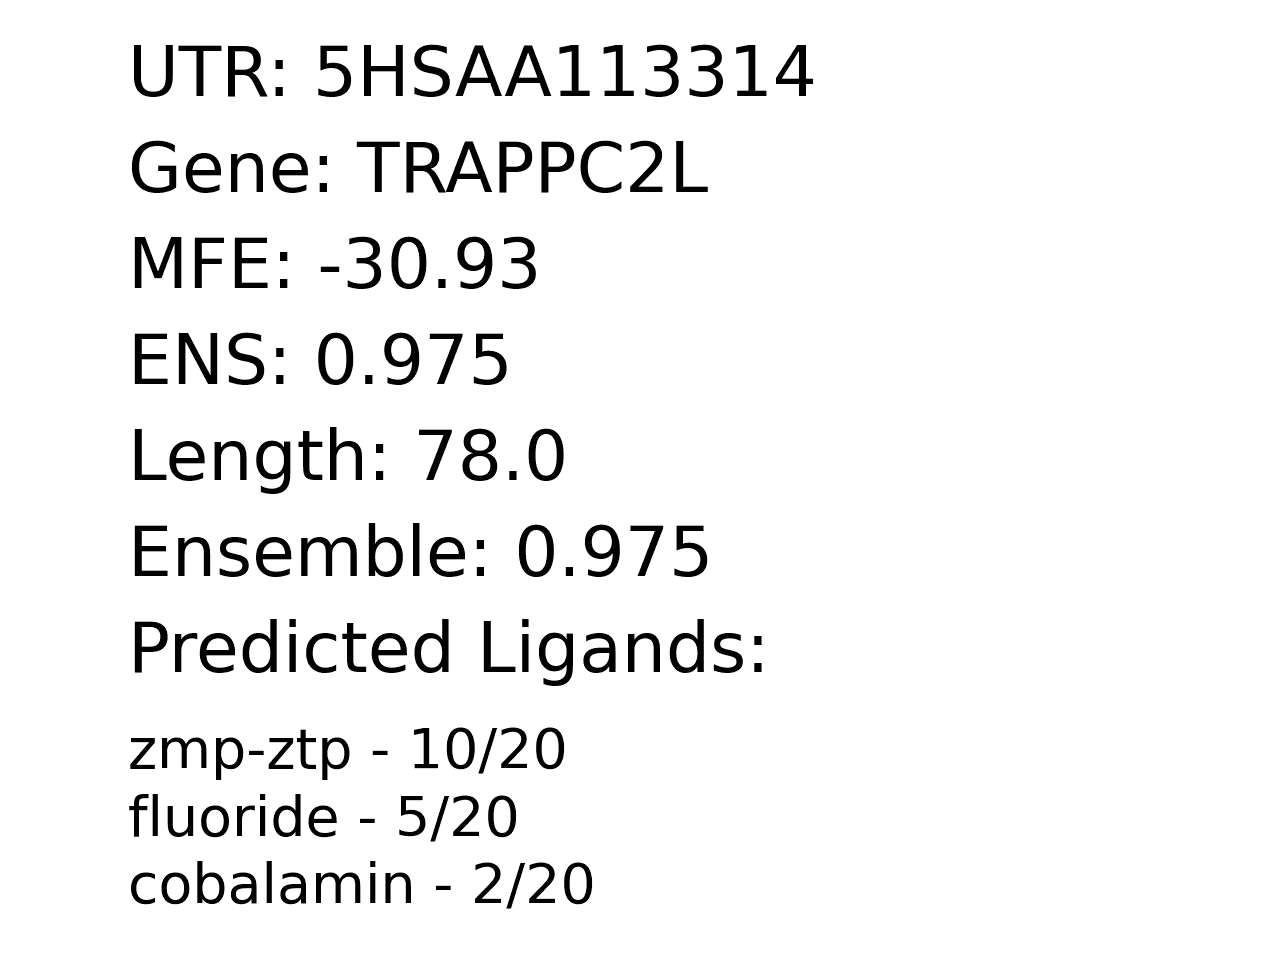 UTR: 5HSAA113314
Gene: TRAPPC2L
MFE: -30.93
ENS: 0.975
Length: 78.0
Ensemble: 0.975
Predicted Ligands:
zmp-ztp - 10/20
fluoride - 5/20
cobalamin - 2/20